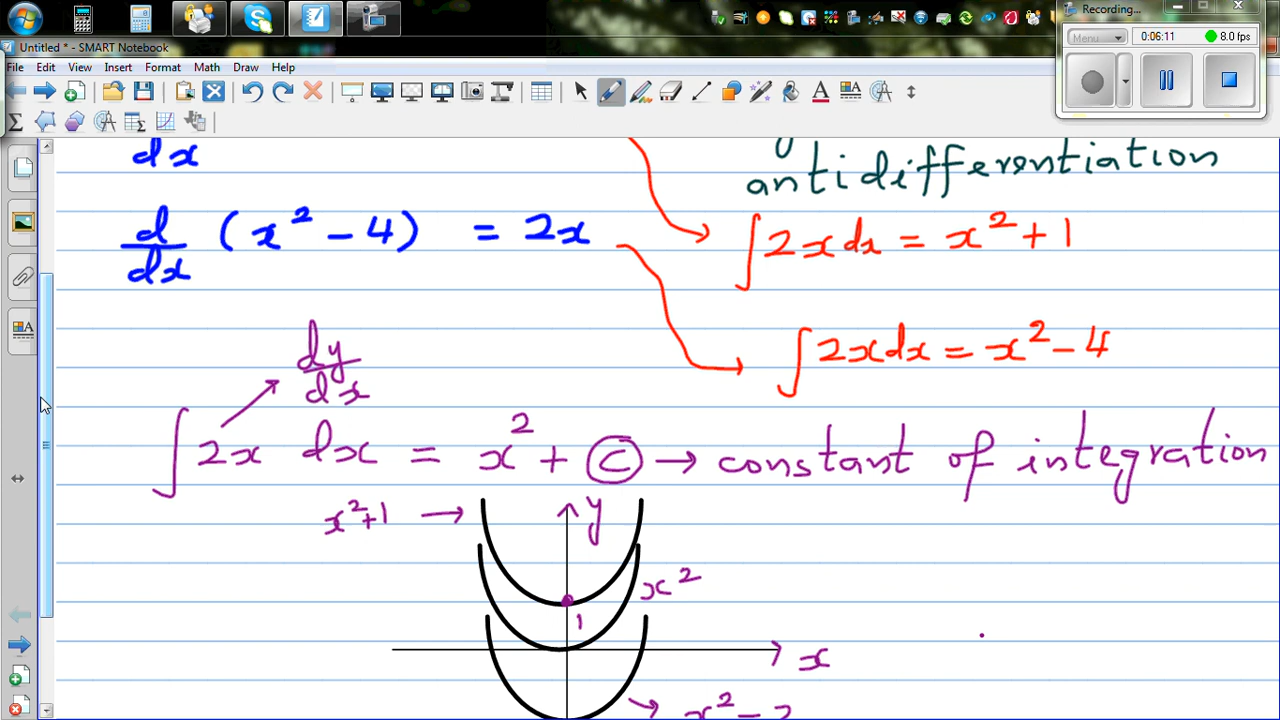 Recording...
Menu 0:06:11 8.0 fps
Untitled * - SMART Notebook
File Edit View Insert Format Math Draw Help
dx
antidifferentiation
d/dx (x² - 4) = 2x
∫2x dx = x² + 1
∫2x dx = x² - 4
dy/dx
∫2x dx = x² + C → constant of integration
x²+1 →
y
x²
1
x
→ x² -